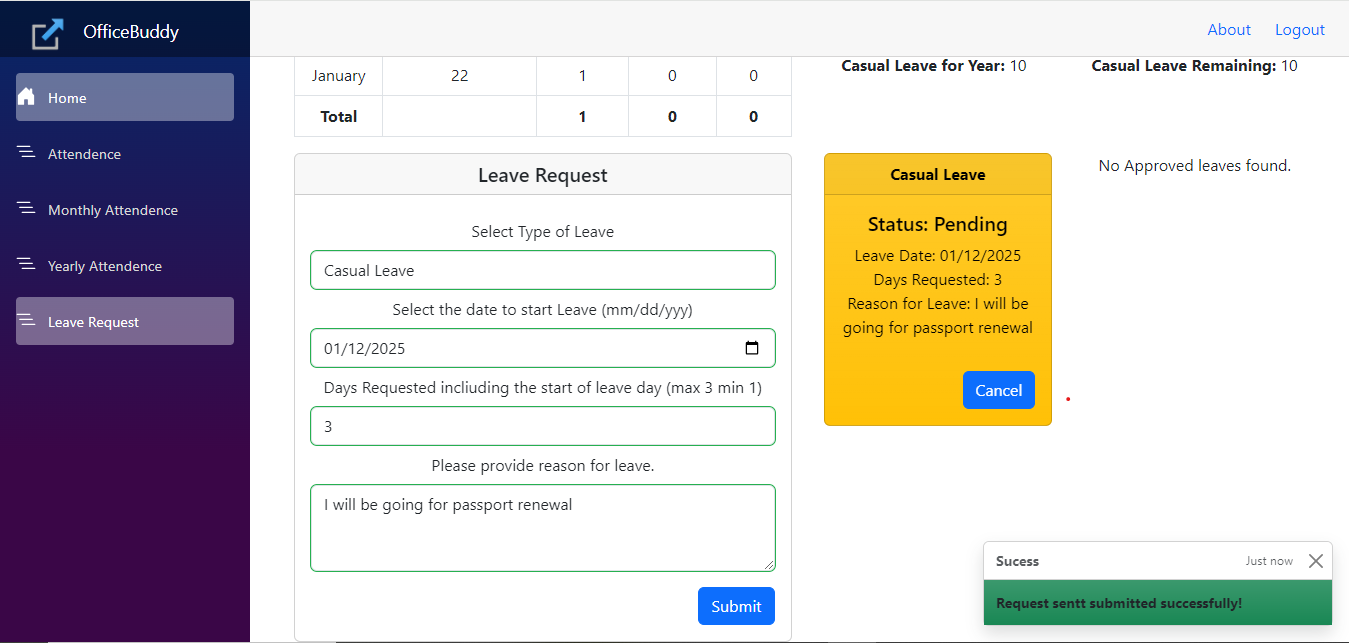 OfficeBuddy
About Logout
Home
Attendence
Monthly Attendence
Yearly Attendence
Leave Request
January 22 1 0 0
Total 1 0 0
Casual Leave for Year: 10 Casual Leave Remaining: 10
Leave Request
Select Type of Leave
Casual Leave
Select the date to start Leave (mm/dd/yyy)
01/12/2025
Days Requested incliuding the start of leave day (max 3 min 1)
3
Please provide reason for leave.
I will be going for passport renewal
Submit
Casual Leave
Status: Pending
Leave Date: 01/12/2025
Days Requested: 3
Reason for Leave: I will be
going for passport renewal
Cancel
No Approved leaves found.
Sucess Just now
Request sentt submitted successfully!